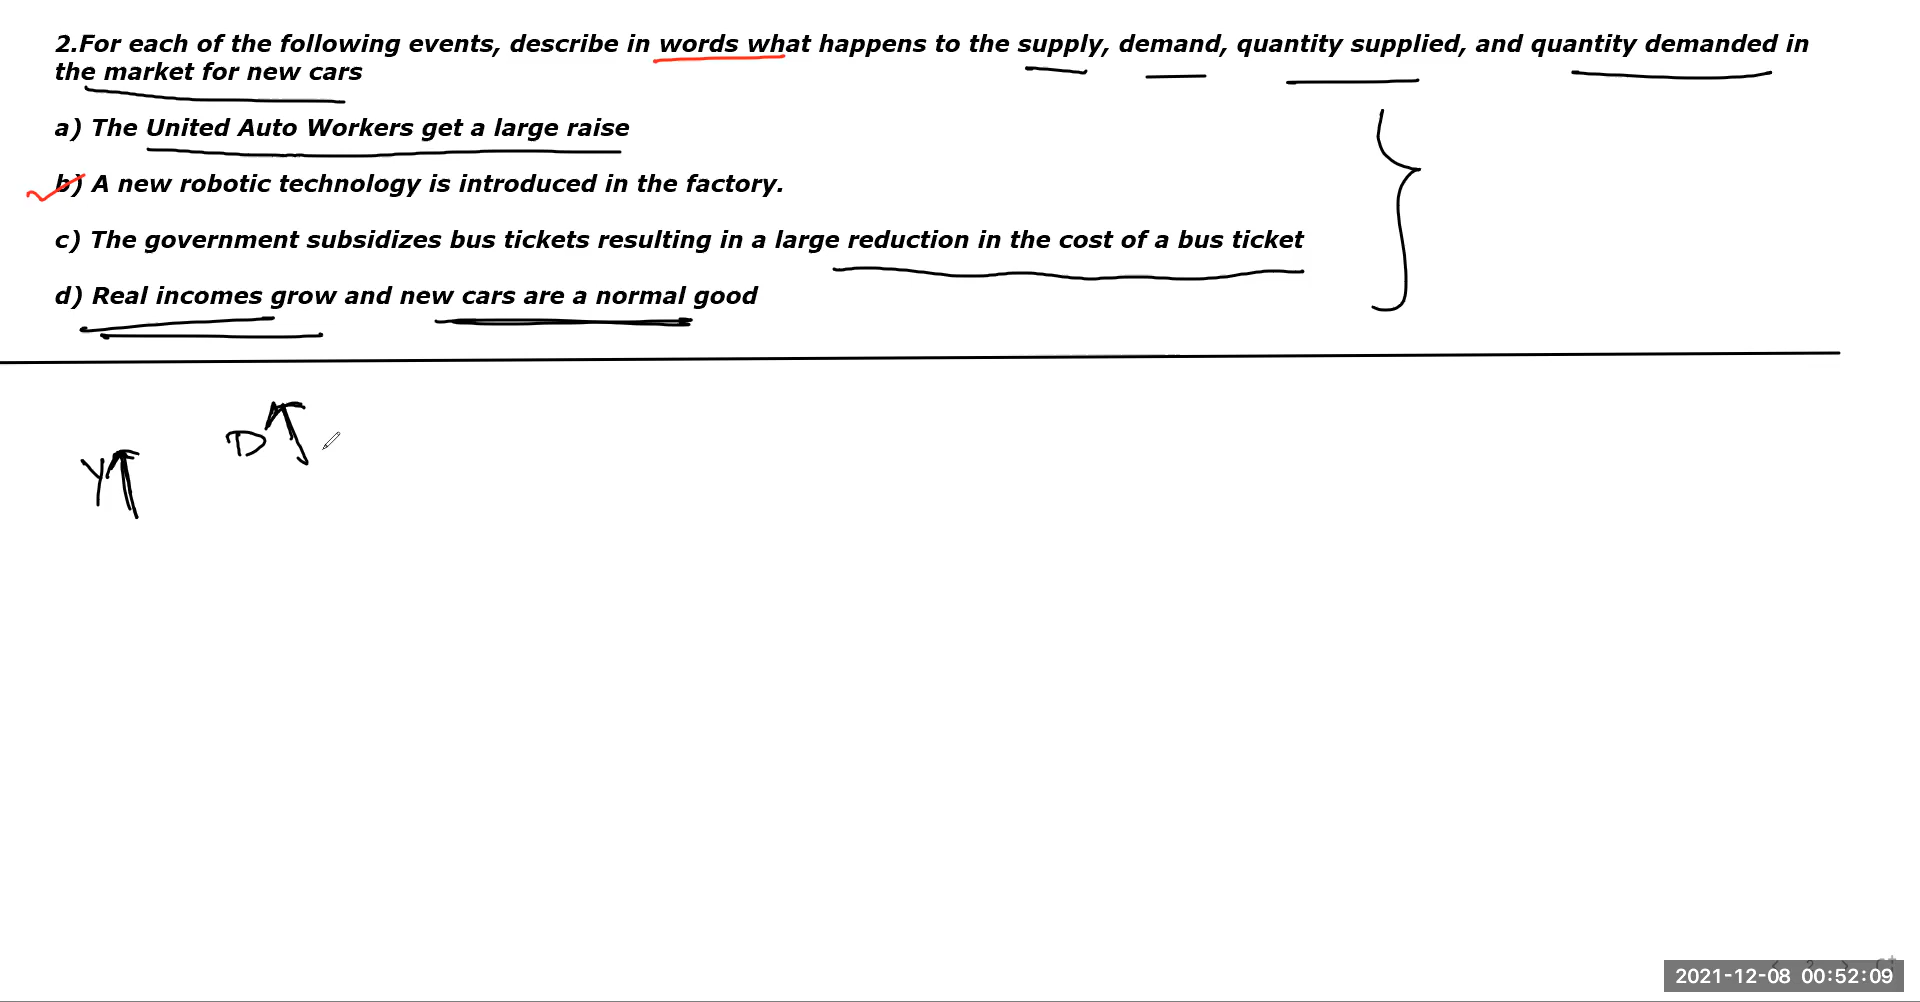 2.For each of the following events, describe in words what happens to the supply, demand, quantity supplied, and quantity demanded in
the market for new cars
a) The United Auto Workers get a large raise
b) A new robotic technology is introduced in the factory.
c) The government subsidizes bus tickets resulting in a large reduction in the cost of a bus ticket
d) Real incomes grow and new cars are a normal good
D↑
Y↑
2021-12-08 00:52:09